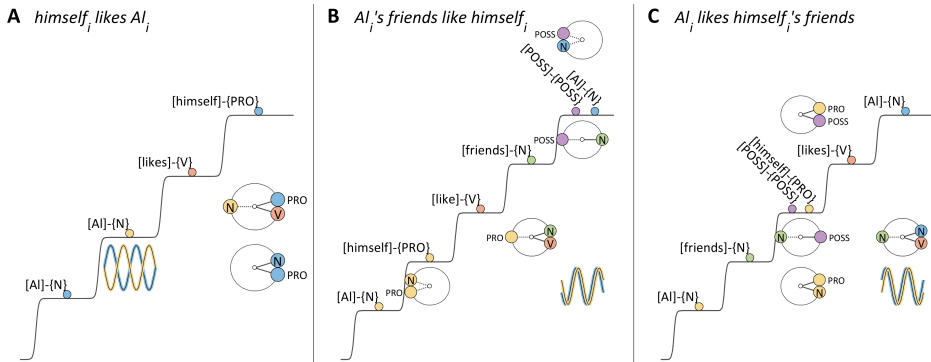 A himself_i likes Al_i
[himself]-{PRO}
[likes]-{V}
N PRO V
[Al]-{N}
N PRO
[Al]-{N}
B Al_i's friends like himself_i
POSS N
[POSS]-{POSS}
[Al]-{N}
POSS N
[friends]-{N}
[like]-{V}
PRO N V
[himself]-{PRO}
N PRO
[Al]-{N}
C Al_i likes himself_i's friends
[Al]-{N}
PRO POSS
[likes]-{V}
[himself]-{PRO}
[POSS]-{POSS}
N POSS
N N V
[friends]-{N}
PRO N
[Al]-{N}